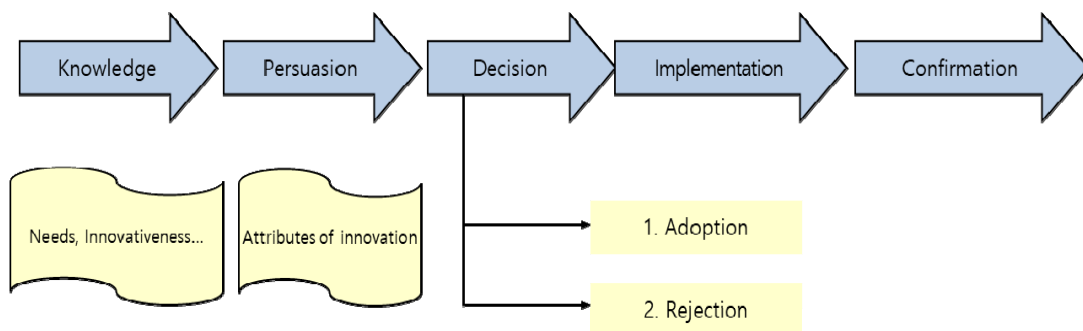 Knowledge
Persuasion
Decision
Implementation
Confirmation
Needs, Innovativeness...
Attributes of innovation
1. Adoption
2. Rejection